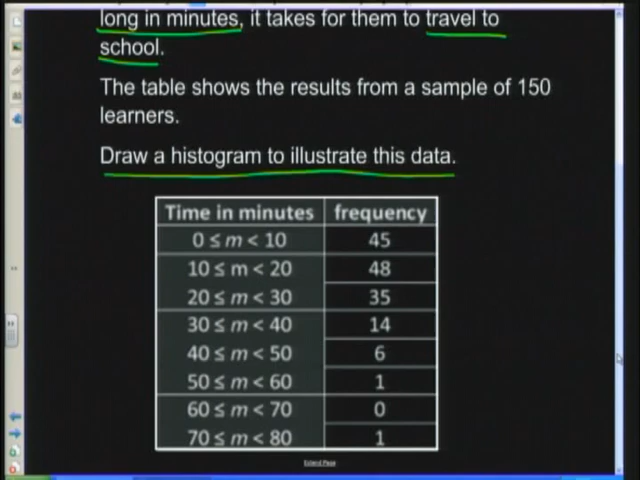 long in minutes, it takes for them to travel to
school.
The table shows the results from a sample of 150
learners.
Draw a histogram to illustrate this data.
Time in minutes frequency
0 ≤ m < 10 45
10 ≤ m < 20 48
20 ≤ m < 30 35
30 ≤ m < 40 14
40 ≤ m < 50 6
50 ≤ m < 60 1
60 ≤ m < 70 0
70 ≤ m < 80 1
Extend Page